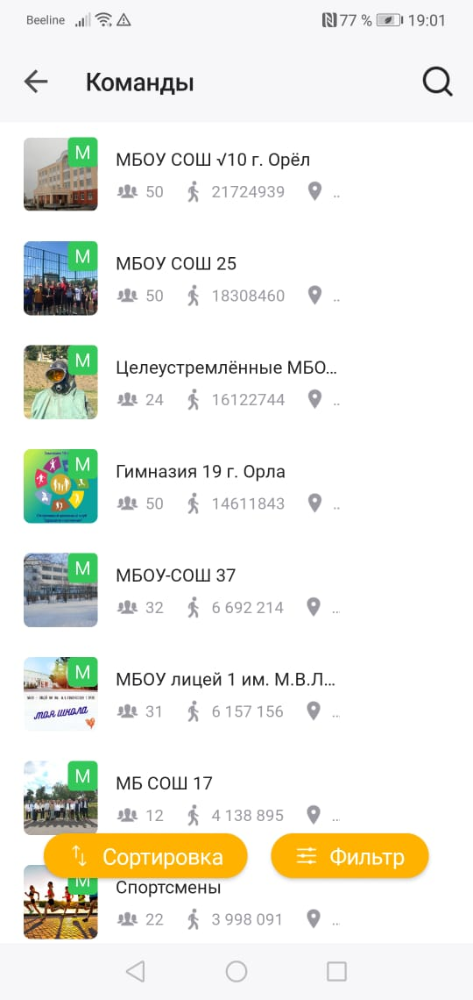 Beeline 77 % 19:01
Команды
М
МБОУ СОШ √10 г. Орёл
50 21724939 ..
М
МБОУ СОШ 25
50 18308460 ..
М
Целеустремлённые МБО...
24 16122744 ..
М
Гимназия 19 г. Орла
50 14611843 ..
М
МБОУ-СОШ 37
32 6 692 214 ...
М
МБОУ лицей 1 им. М.В.Л...
31 6 157 156 ...
моя школа
М
МБ СОШ 17
12 4 138 895 ...
Сортировка Фильтр
М
Спортсмены
22 3 998 091 ...